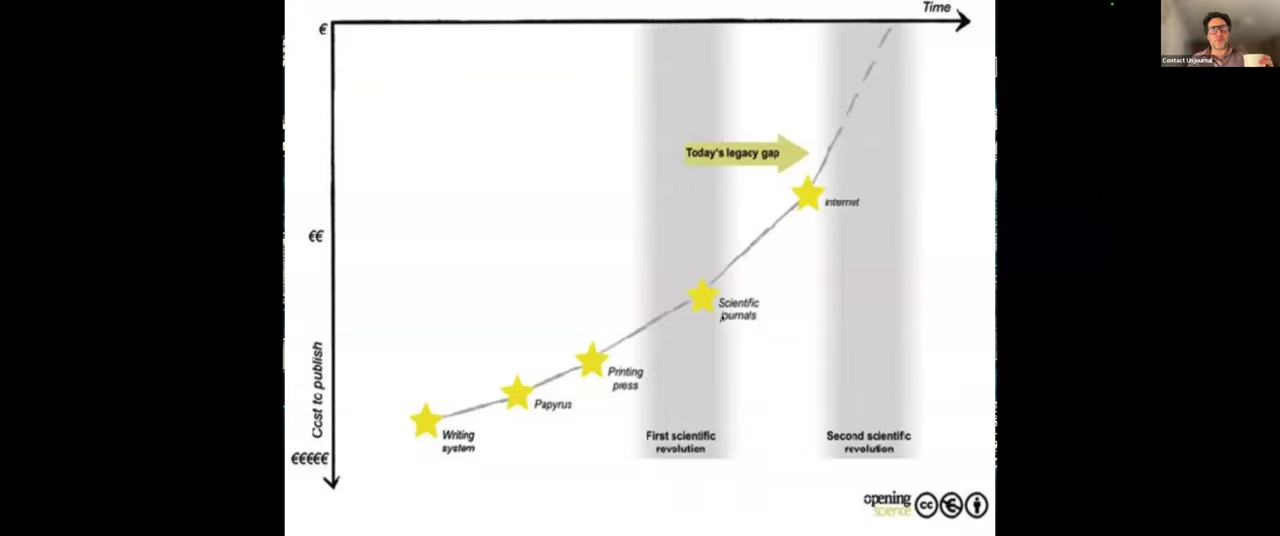 Time
€
Today's legacy gap
Internet
€€
Scientific
journals
Cost to publish
Printing
press
Papyrus
Writing
system
First scientific
revolution
Second scientific
revolution
€€€€€
opening
science
cc
Contact Unjournal